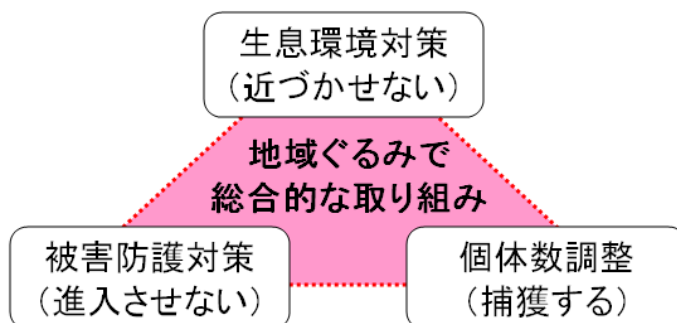 生息環境対策
（近づかせない）
地域ぐるみで
総合的な取り組み
被害防護対策
（進入させない）
個体数調整
（捕獲する）